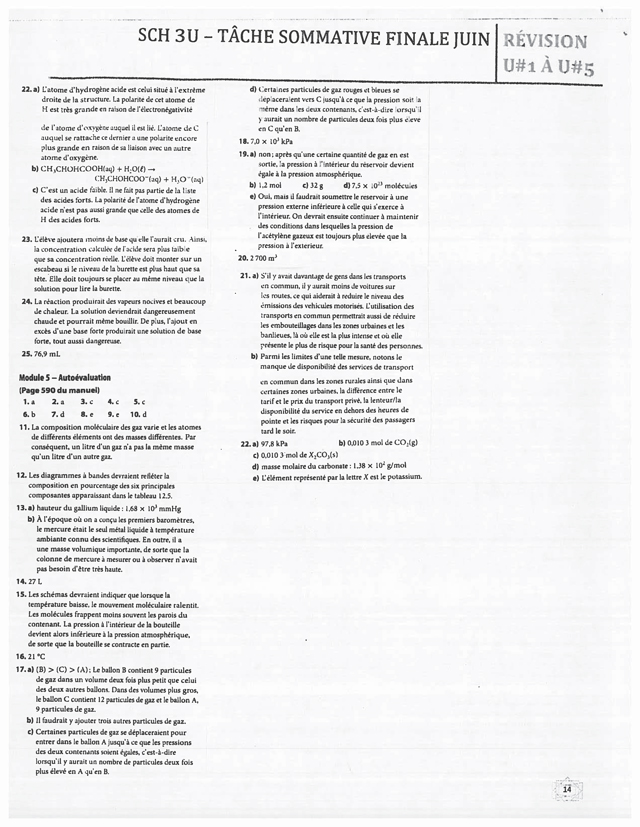 SCH 3U – TÂCHE SOMMATIVE FINALE JUIN
RÉVISION
U#1 À U#5
22. a) L'atome d'hydrogène acide est celui situé à l'extrême
droite de la structure. La polarité de cet atome de
H est très grande en raison de l'électronégativité
de l'atome d'oxygène auquel il est lié. L'atome de C
auquel se rattache ce dernier a une polarité encore
plus grande en raison de sa liaison avec un autre
atome d'oxygène.
b) CH₃CHOHCOOH(aq) + H₂O(ℓ) →
CH₃CHOHCOO⁻(aq) + H₃O⁻(aq)
c) C'est un acide faible. Il ne fait pas partie de la liste
des acides forts. La polarité de l'atome d'hydrogène
acide n'est pas aussi grande que celle des atomes de
H des acides forts.
23. L'élève ajoutera moins de base qu'elle l'aurait cru. Ainsi,
la concentration calculée de l'acide sera plus faible
que sa concentration réelle. L'élève doit monter sur un
escabeau si le niveau de la burette est plus haut que sa
tête. Elle doit toujours se placer au même niveau que la
solution pour lire la burette.
24. La réaction produirait des vapeurs nocives et beaucoup
de chaleur. La solution deviendrait dangereusement
chaude et pourrait même bouillir. De plus, l'ajout en
excès d'une base forte produirait une solution de base
forte, tout aussi dangereuse.
25. 76,9 mL
Module 5 – Autoévaluation
(Page 590 du manuel)
1. a 2. a 3. c 4. c 5. c
6. b 7. d 8. e 9. e 10. d
11. La composition moléculaire des gaz varie et les atomes
de différents éléments ont des masses différentes. Par
conséquent, un litre d'un gaz n'a pas la même masse
qu'un litre d'un autre gaz.
12. Les diagrammes à bandes devraient refléter la
composition en pourcentage des six principales
composantes apparaissant dans le tableau 12.5.
13. a) hauteur du gallium liquide : 1,68 × 10³ mmHg
b) À l'époque où on a conçu les premiers baromètres,
le mercure était le seul métal liquide à température
ambiante connu des scientifiques. En outre, il a
une masse volumique importante, de sorte que la
colonne de mercure à mesurer ou à observer n'avait
pas besoin d'être très haute.
14. 27 L
15. Les schémas devraient indiquer que lorsque la
température baisse, le mouvement moléculaire ralentit.
Les molécules frappent moins souvent les parois du
contenant. La pression à l'intérieur de la bouteille
devient alors inférieure à la pression atmosphérique,
de sorte que la bouteille se contracte en partie.
16. 21 °C
17. a) (B) > (C) > (A) ; Le ballon B contient 9 particules
de gaz dans un volume deux fois plus petit que celui
des deux autres ballons. Dans des volumes plus gros,
le ballon C contient 12 particules de gaz et le ballon A,
9 particules de gaz.
b) Il faudrait y ajouter trois autres particules de gaz.
c) Certaines particules de gaz se déplaceraient pour
entrer dans le ballon A jusqu'à ce que les pressions
des deux contenants soient égales, c'est-à-dire
lorsqu'il y aurait un nombre de particules deux fois
plus élevé en A qu'en B.
d) Certaines particules de gaz rouges et bleues se
déplaceraient vers C jusqu'à ce que la pression soit la
même dans les deux contenants, c'est-à-dire lorsqu'il
y aurait un nombre de particules deux fois plus élevé
en C qu'en B.
18. 7,0 × 10³ kPa
19. a) non ; après qu'une certaine quantité de gaz en est
sortie, la pression à l'intérieur du réservoir devient
égale à la pression atmosphérique.
b) 1,2 mol c) 32 g d) 7,5 × 10²³ molécules
e) Oui, mais il faudrait soumettre le réservoir à une
pression externe inférieure à celle qui s'exerce à
l'intérieur. On devrait ensuite continuer à maintenir
des conditions dans lesquelles la pression de
l'acétylène gazeux est toujours plus élevée que la
pression à l'extérieur.
20. 2 700 m³
21. a) S'il y avait davantage de gens dans les transports
en commun, il y aurait moins de voitures sur
les routes, ce qui aiderait à réduire le niveau des
émissions des véhicules motorisés. L'utilisation des
transports en commun permettrait aussi de réduire
les embouteillages dans les zones urbaines et les
banlieues, là où elle est la plus intense et où elle
présente le plus de risque pour la santé des personnes.
b) Parmi les limites d'une telle mesure, notons le
manque de disponibilité des services de transport
en commun dans les zones rurales ainsi que dans
certaines zones urbaines, la différence entre le
tarif et le prix du transport privé, la lenteur/la
disponibilité du service en dehors des heures de
pointe et les risques pour la sécurité des passagers
tard le soir.
22. a) 97,8 kPa b) 0,010 3 mol de CO₂(g)
c) 0,010 3 mol de X₂CO₃(s)
d) masse molaire du carbonate : 1,38 × 10² g/mol
e) L'élément représenté par la lettre X est le potassium.
14